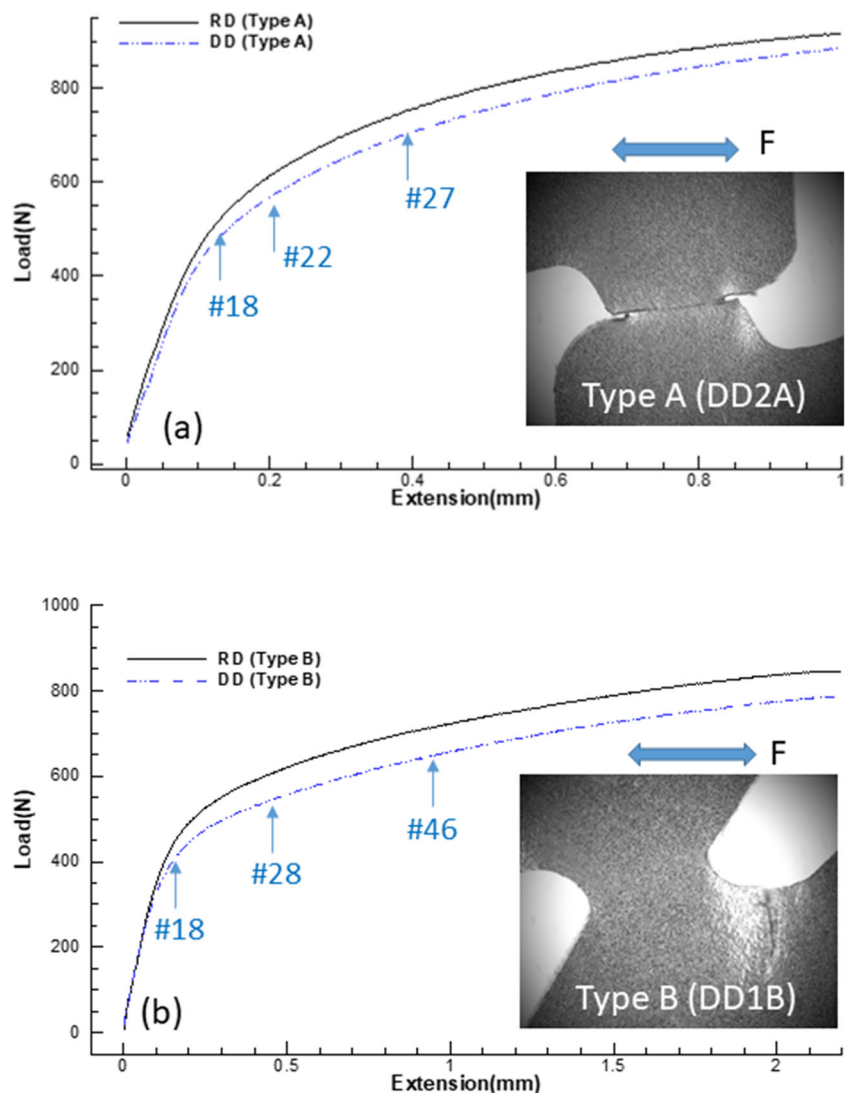 RD (Type A)
DD (Type A)
800
600
400
200
0
Load(N)
#18
#22
#27
F
Type A (DD2A)
(a)
0 0.2 0.4 0.6 0.8 1
Extension(mm)
1000
800
600
400
200
0
Load(N)
RD (Type B)
DD (Type B)
#18
#28
#46
F
Type B (DD1B)
(b)
0 0.5 1 1.5 2
Extension(mm)